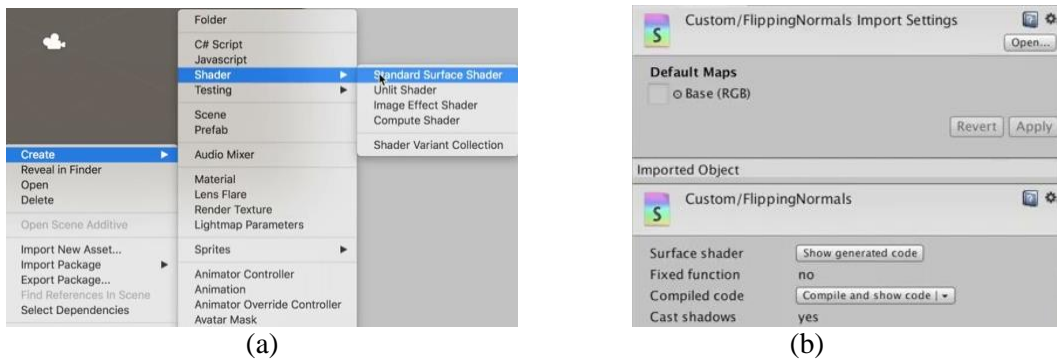 Create
Reveal in Finder
Open
Delete
Open Scene Additive
Import New Asset...
Import Package
Export Package...
Find References In Scene
Select Dependencies
Folder
C# Script
Javascript
Shader
Testing
Scene
Prefab
Audio Mixer
Material
Lens Flare
Render Texture
Lightmap Parameters
Sprites
Animator Controller
Animation
Animator Override Controller
Avatar Mask
Standard Surface Shader
Unlit Shader
Image Effect Shader
Compute Shader
Shader Variant Collection
(a)
S
Custom/FlippingNormals Import Settings
Open...
Default Maps
Base (RGB)
Revert Apply
Imported Object
S
Custom/FlippingNormals
Surface shader Show generated code
Fixed function no
Compiled code Compile and show code |
Cast shadows yes
(b)